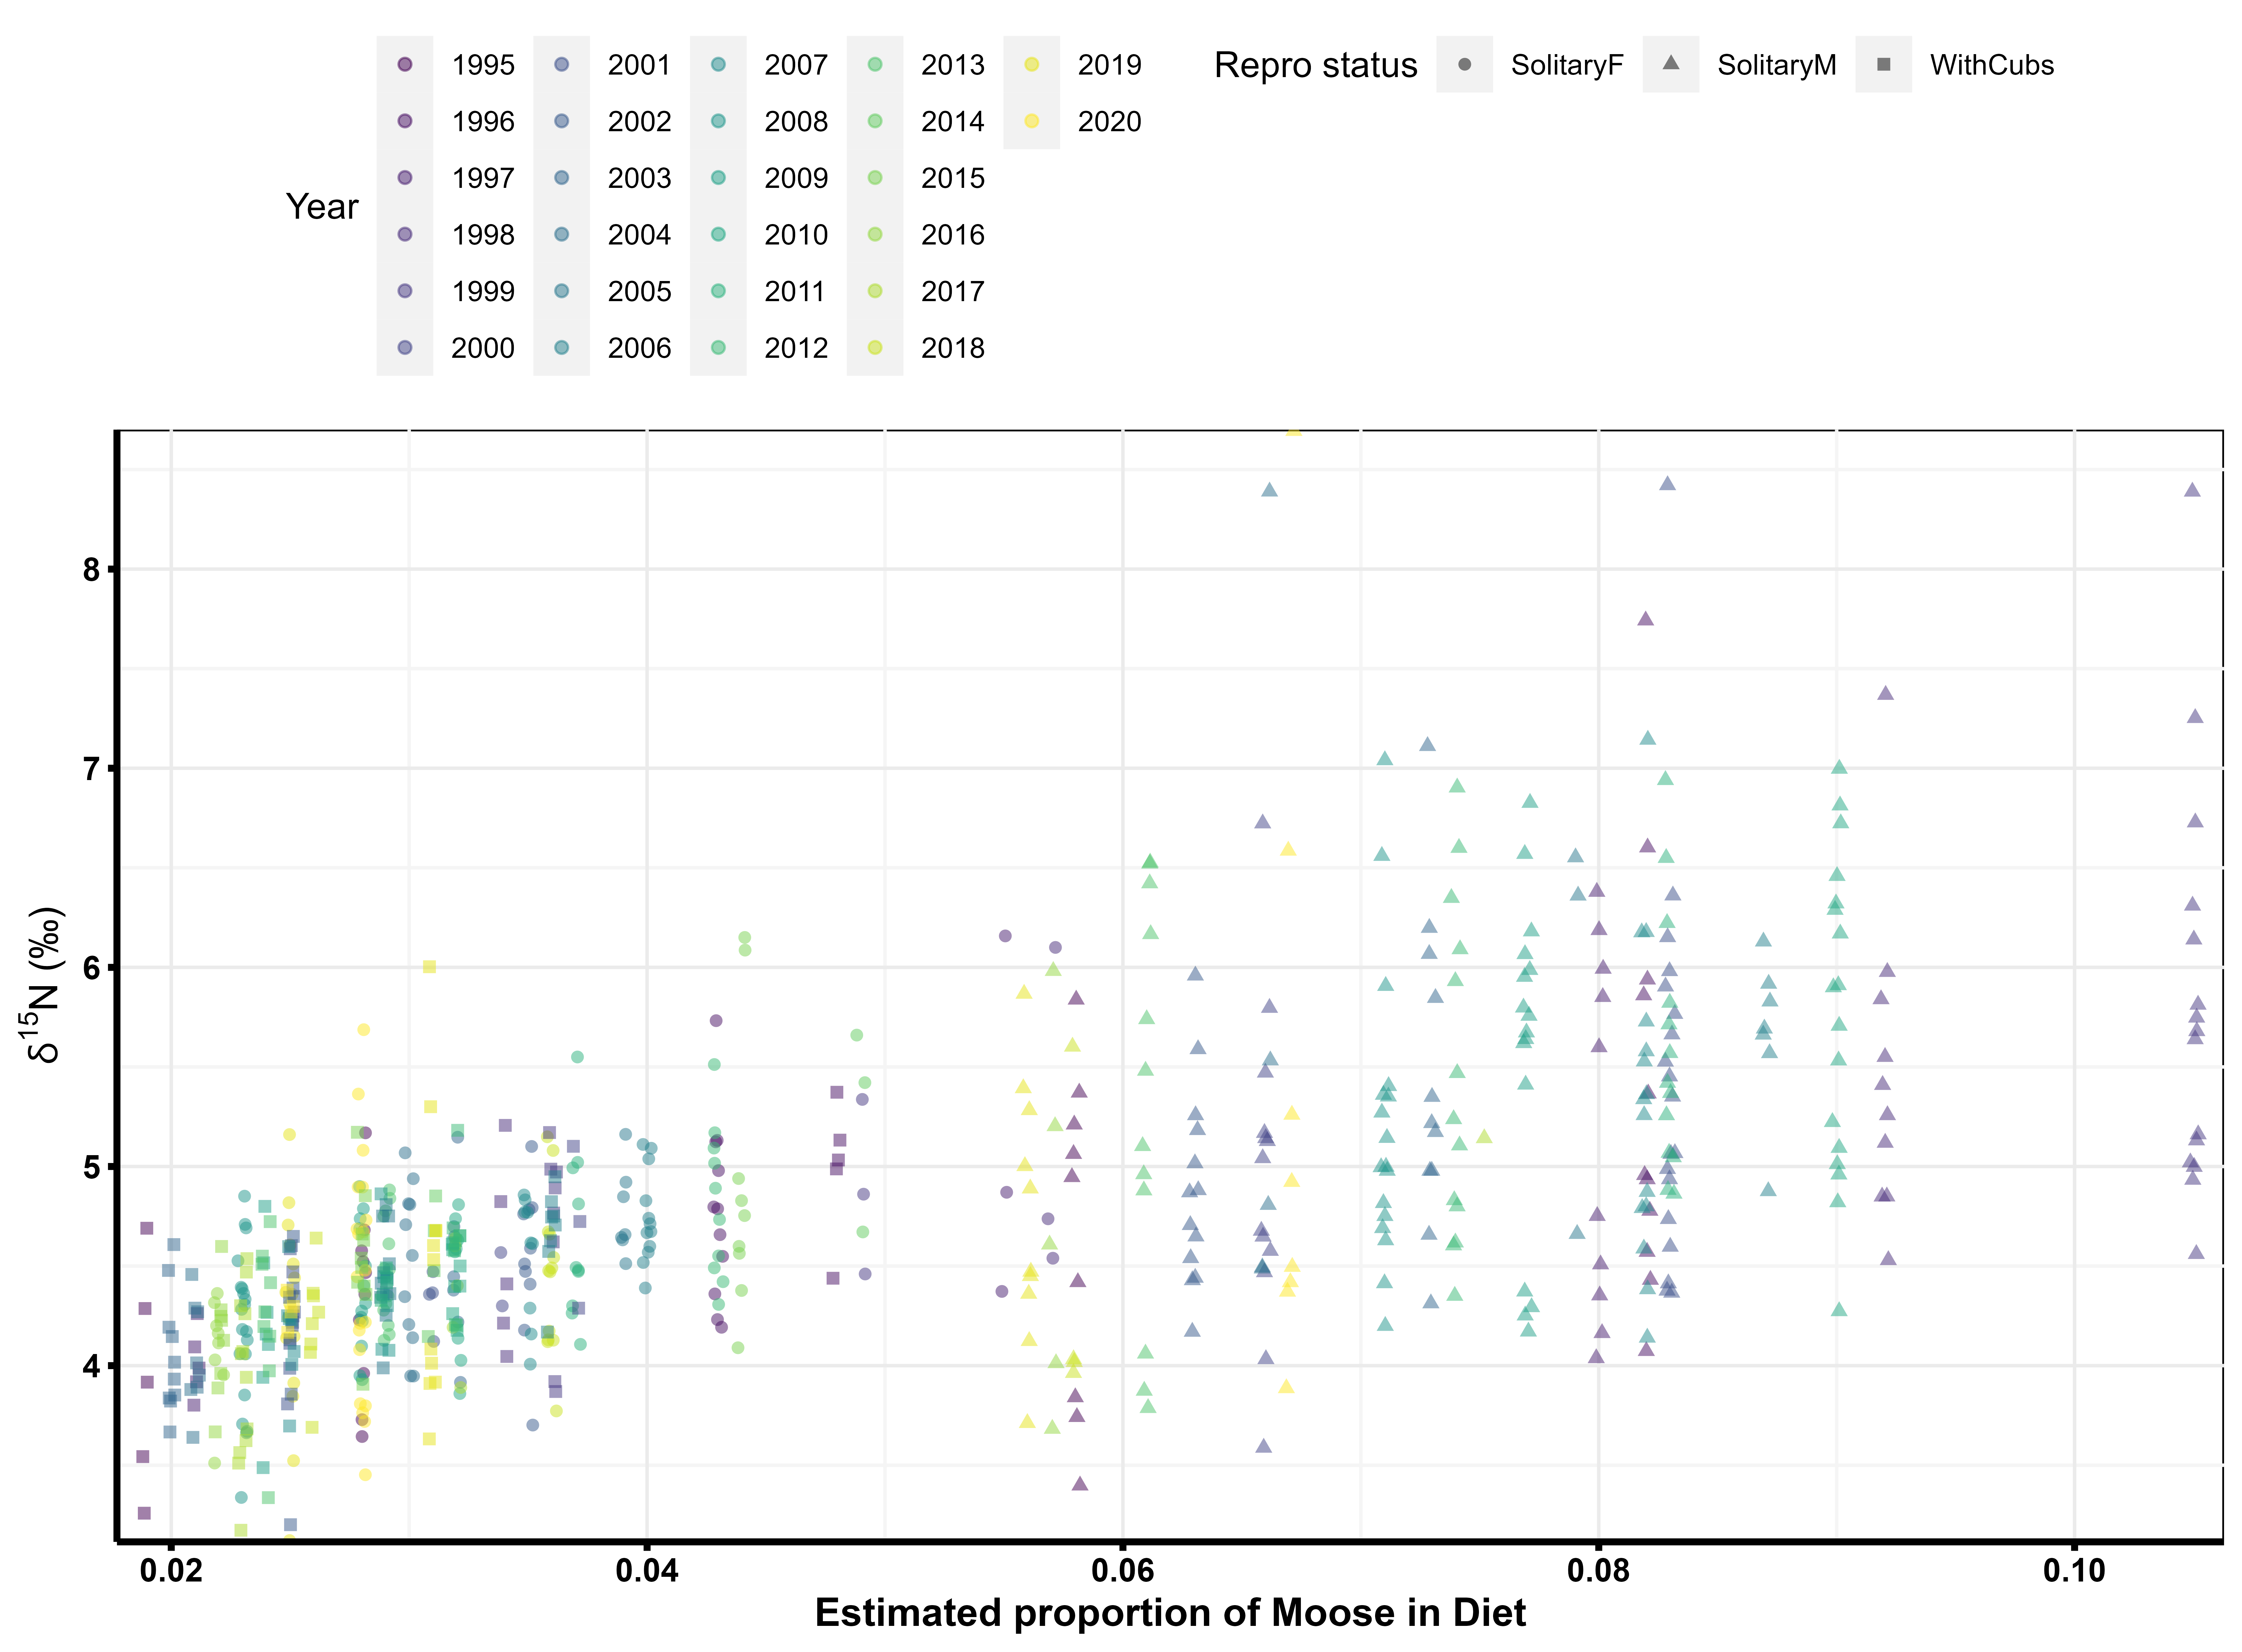 1995 2001 2007 2013 2019 Repro status SolitaryF SolitaryM WithCubs
1996 2002 2008 2014 2020
1997 2003 2009 2015
Year
1998 2004 2010 2016
1999 2005 2011 2017
2000 2006 2012 2018
8
7
6
5
4
δ15N (‰)
0.02 0.04 0.06 0.08 0.10
Estimated proportion of Moose in Diet